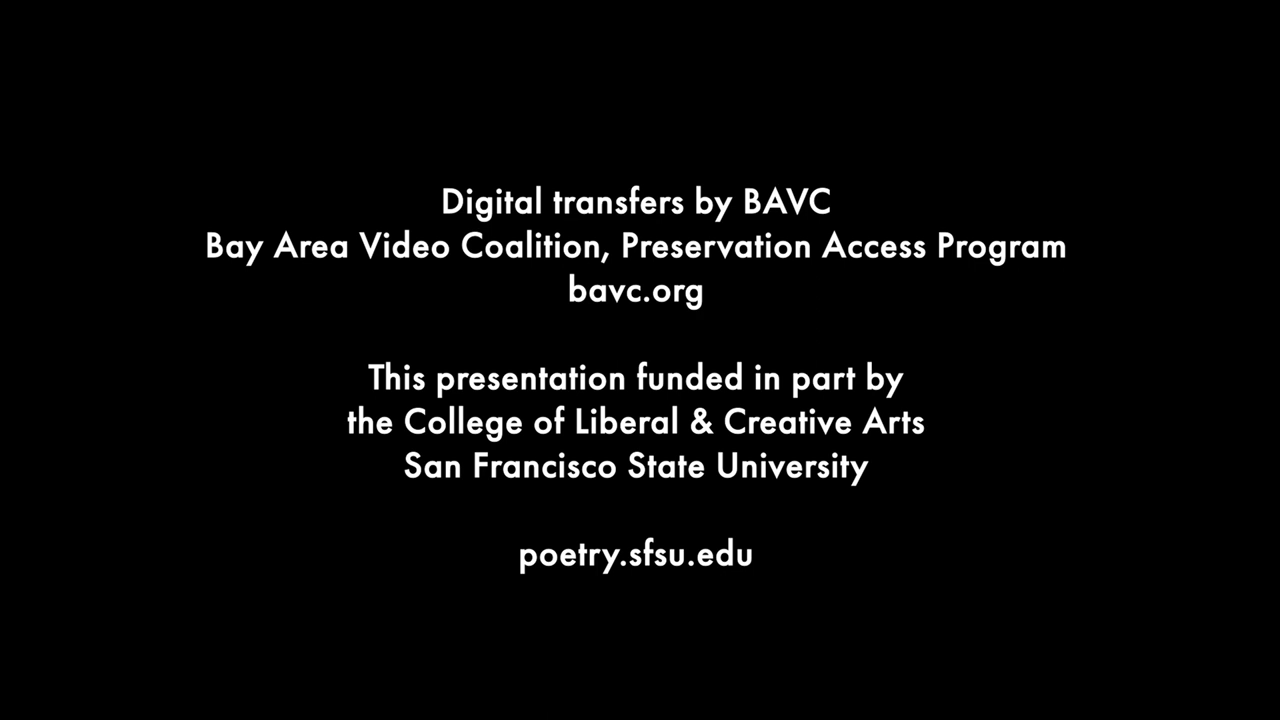 Digital transfers by BAVC
Bay Area Video Coalition, Preservation Access Program
bavc.org
This presentation funded in part by
the College of Liberal & Creative Arts
San Francisco State University
poetry.sfsu.edu